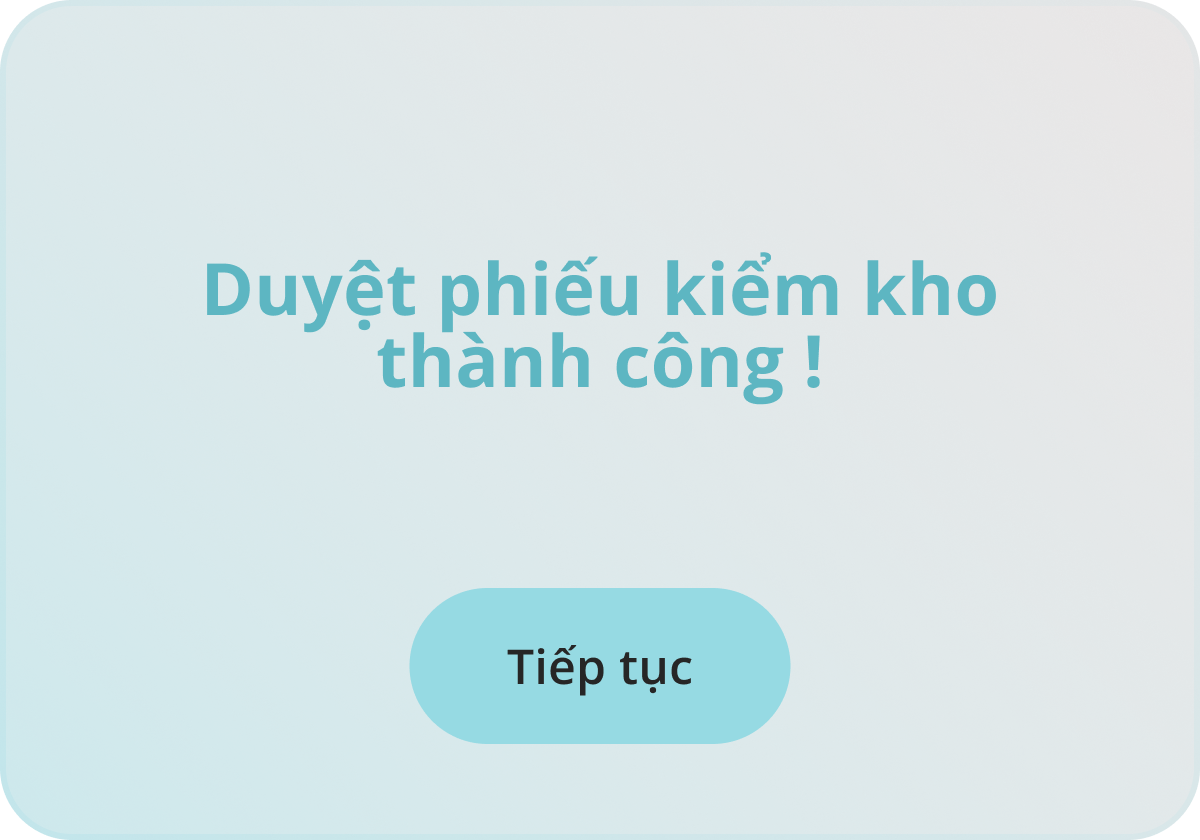 Duyệt phiếu kiểm kho
thành công !
Tiếp tục